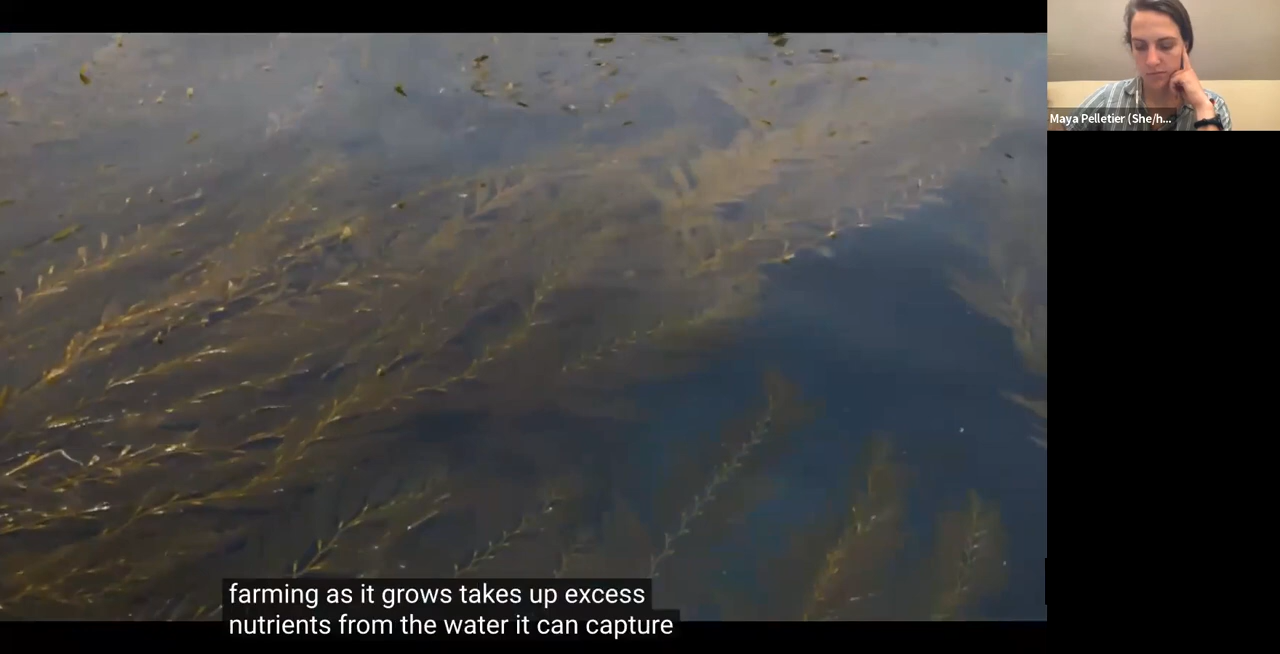 Maya Pelletier (She/h...
farming as it grows takes up excess
nutrients from the water it can capture